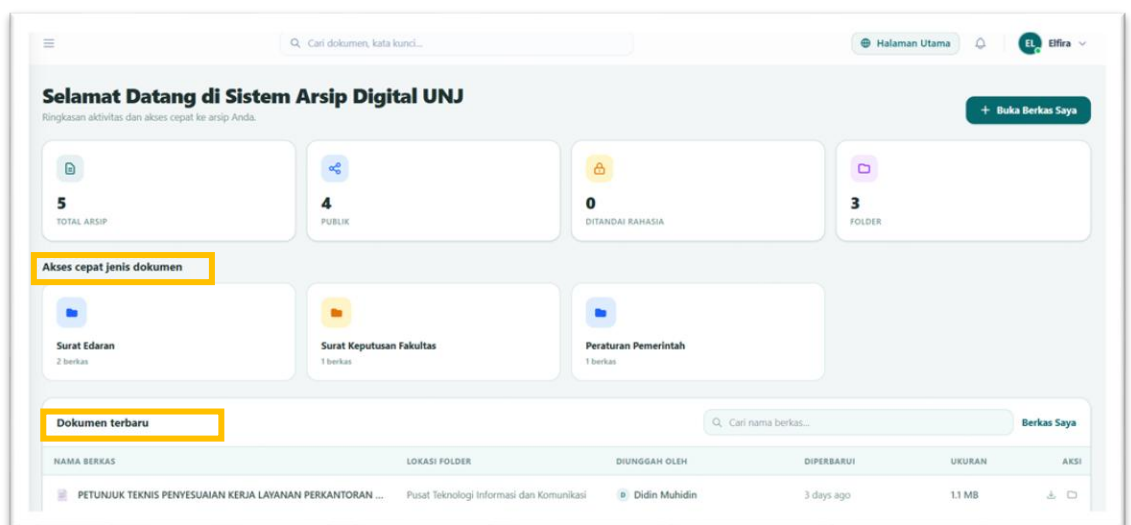 Cari dokumen, kata kunci...
Halaman Utama
EL Elfira
Selamat Datang di Sistem Arsip Digital UNJ
Ringkasan aktivitas dan akses cepat ke arsip Anda.
+ Buka Berkas Saya
5 4 0 3
TOTAL ARSIP PUBLIK DITANDAI RAHASIA FOLDER
Akses cepat jenis dokumen
Surat Edaran Surat Keputusan Fakultas Peraturan Pemerintah
2 berkas 1 berkas 1 berkas
Dokumen terbaru Cari nama berkas... Berkas Saya
NAMA BERKAS LOKASI FOLDER DIUNGGAH OLEH DIPERBARUI UKURAN AKSI
PETUNJUK TEKNIS PENYESUAIAN KERJA LAYANAN PERKANTORAN ... Pusat Teknologi Informasi dan Komunikasi D Didin Muhidin 3 days ago 1.1 MB